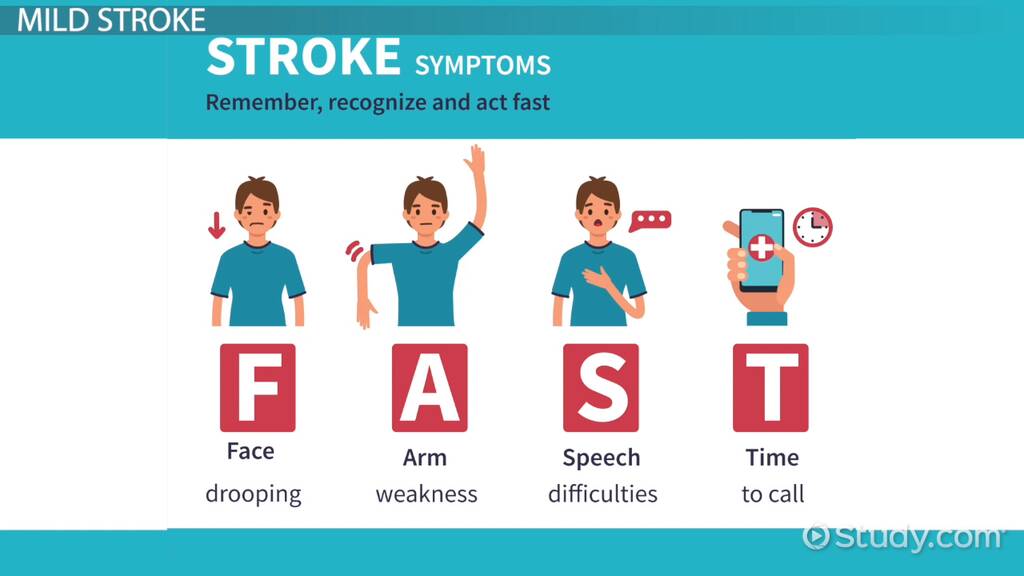 MILD STROKE
STROKE SYMPTOMS
Remember, recognize and act fast
F A S T
Face Arm Speech Time
drooping weakness difficulties to call
Study.com